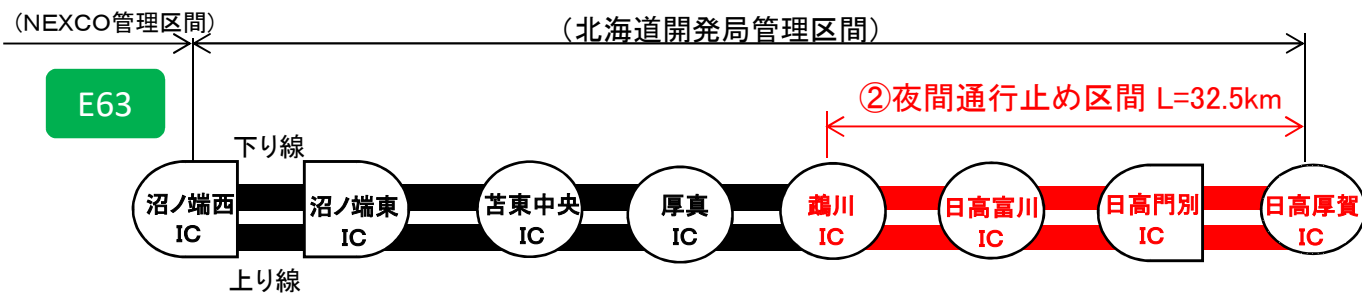 （NEXCO管理区間）
（北海道開発局管理区間）
E63
②夜間通行止め区間 L=32.5km
下り線
沼ノ端西
IC
沼ノ端東
IC
苫東中央
IC
厚真
IC
鵡川
IC
日高富川
IC
日高門別
IC
日高厚賀
IC
上り線